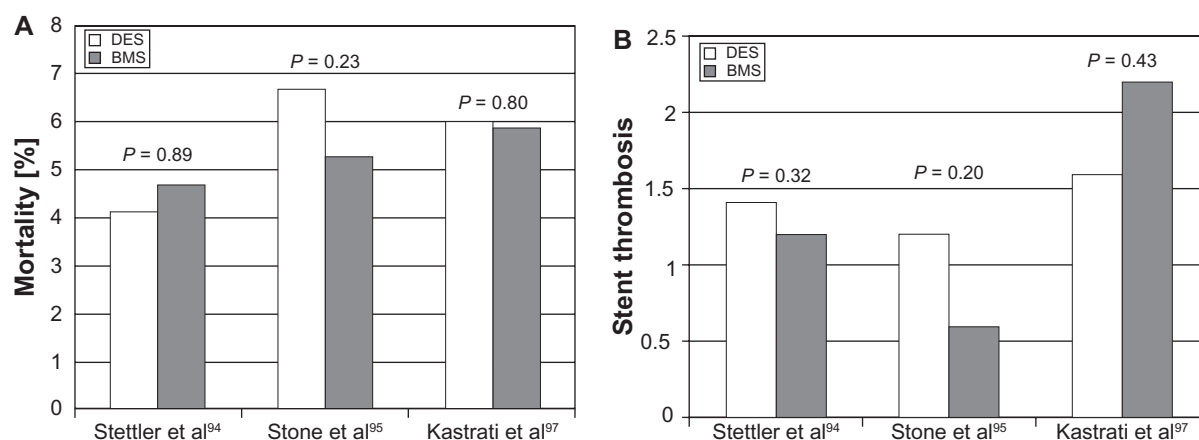 A
Mortality [%]
8
7
6
5
4
3
2
1
0
DES
BMS
P = 0.89
P = 0.23
P = 0.80
Stettler et al94
Stone et al95
Kastrati et al97
B
Stent thrombosis
2.5
2
1.5
1
0.5
0
DES
BMS
P = 0.32
P = 0.20
P = 0.43
Stettler et al94
Stone et al95
Kastrati et al97